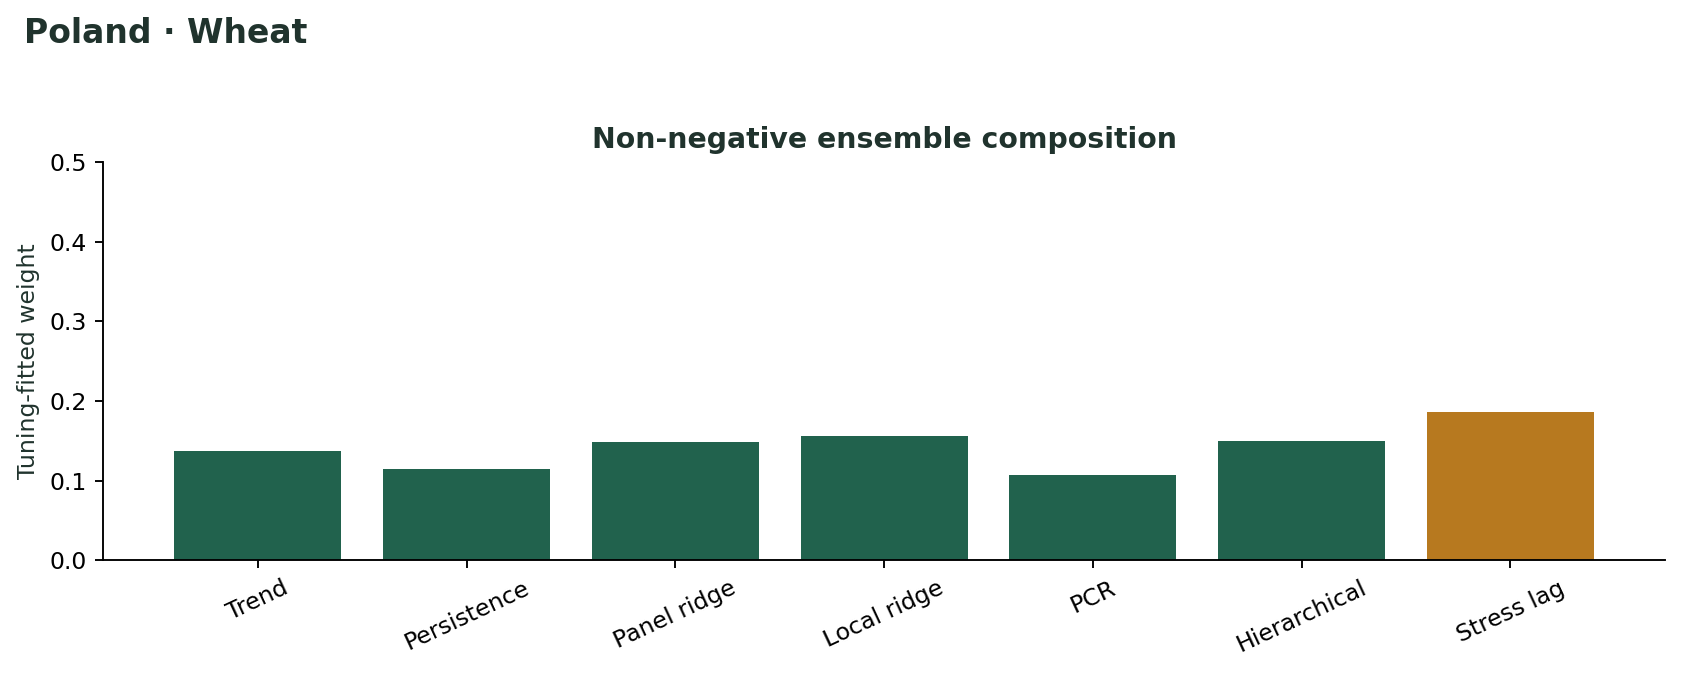 Poland · Wheat
Non-negative ensemble composition
Tuning-fitted weight
0.5
0.4
0.3
0.2
0.1
0.0
Trend
Persistence
Panel ridge
Local ridge
PCR
Hierarchical
Stress lag